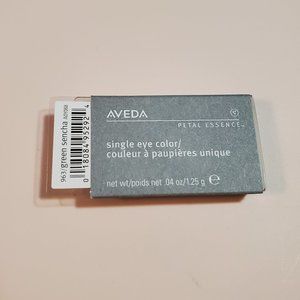 AVEDA
PETAL ESSENCE™
single eye color/
couleur à paupières unique
net wt/poids net .04 oz/1.25 g ℮
963/green sencha
0 18084 95292 4